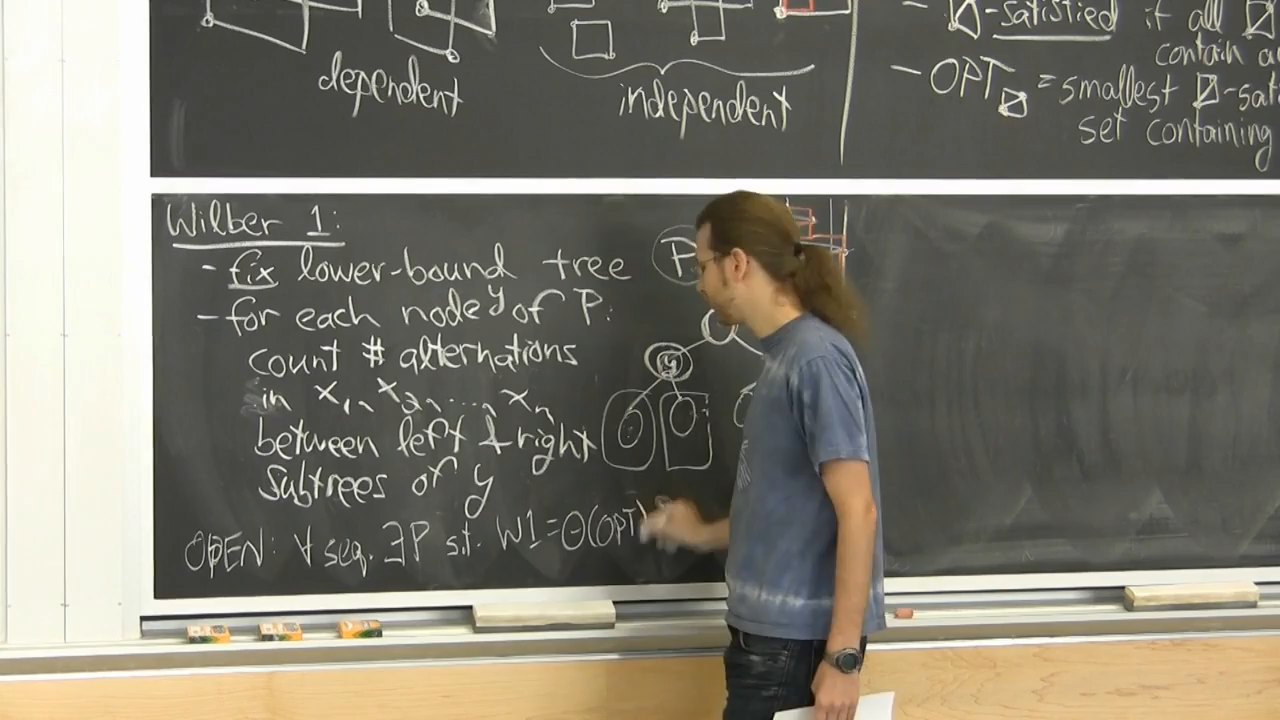 dependent
independent
- -satisfied if all
contain a
- OPT = smallest -sat
set containing
Wilber 1:
- fix lower-bound tree P
- for each node y of P:
count # alternations
in x1, x2, ..., xn
between left & right
subtrees of y
OPEN: ∀ seq. ∃P s.t. W1 = Θ(OPT) ?
y